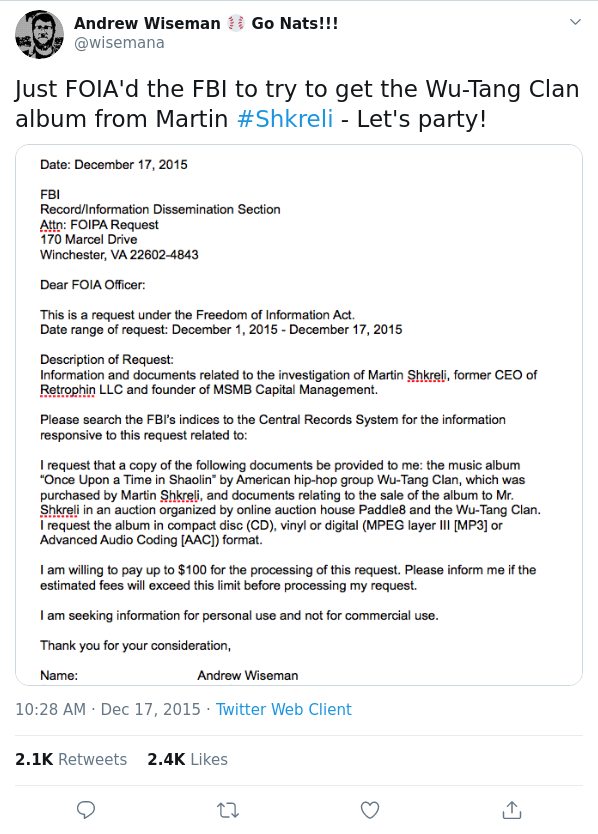 Andrew Wiseman ⚾ Go Nats!!!
@wisemana
Just FOIA'd the FBI to try to get the Wu-Tang Clan
album from Martin #Shkreli - Let's party!
Date: December 17, 2015
FBI
Record/Information Dissemination Section
Attn: FOIPA Request
170 Marcel Drive
Winchester, VA 22602-4843
Dear FOIA Officer:
This is a request under the Freedom of Information Act.
Date range of request: December 1, 2015 - December 17, 2015
Description of Request:
Information and documents related to the investigation of Martin Shkreli, former CEO of
Retrophin LLC and founder of MSMB Capital Management.
Please search the FBI's indices to the Central Records System for the information
responsive to this request related to:
I request that a copy of the following documents be provided to me: the music album
"Once Upon a Time in Shaolin" by American hip-hop group Wu-Tang Clan, which was
purchased by Martin Shkreli, and documents relating to the sale of the album to Mr.
Shkreli in an auction organized by online auction house Paddle8 and the Wu-Tang Clan.
I request the album in compact disc (CD), vinyl or digital (MPEG layer III [MP3] or
Advanced Audio Coding [AAC]) format.
I am willing to pay up to $100 for the processing of this request. Please inform me if the
estimated fees will exceed this limit before processing my request.
I am seeking information for personal use and not for commercial use.
Thank you for your consideration,
Name: Andrew Wiseman
10:28 AM · Dec 17, 2015 · Twitter Web Client
2.1K Retweets 2.4K Likes